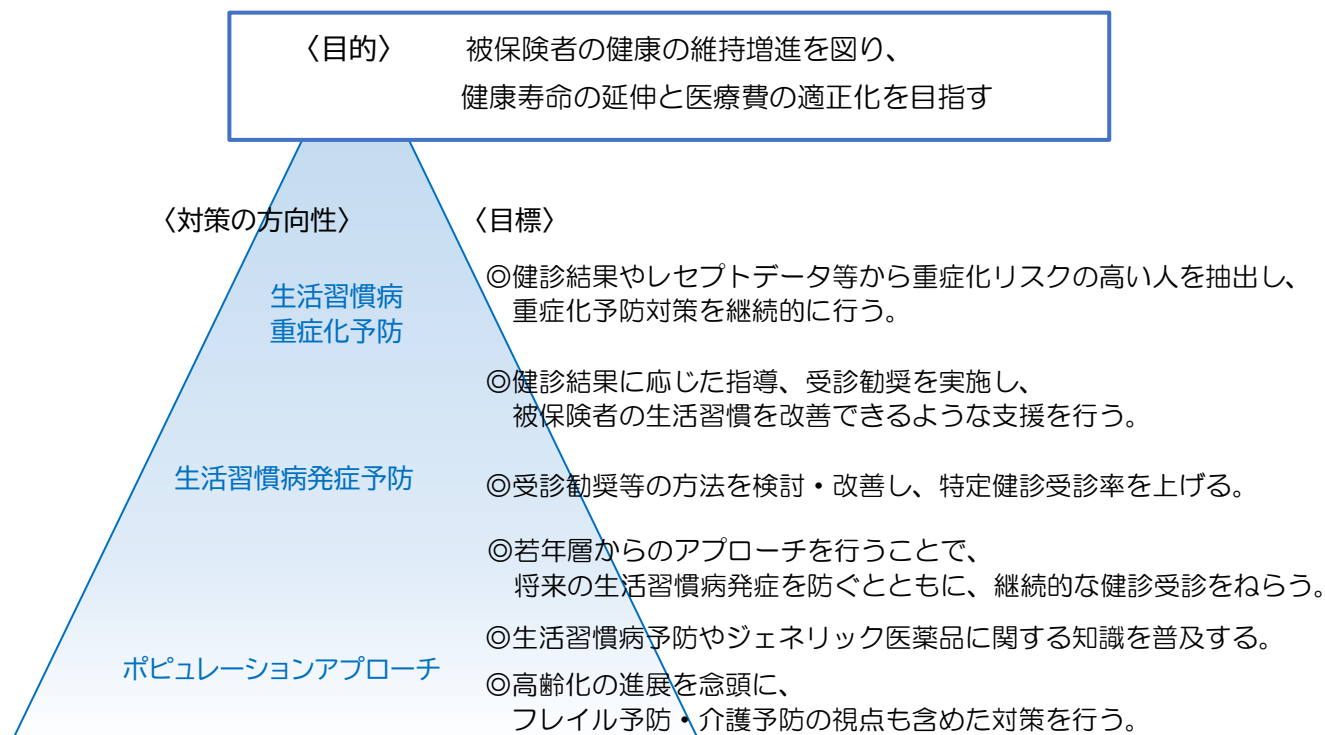 〈目的〉 被保険者の健康の維持増進を図り、
健康寿命の延伸と医療費の適正化を目指す
〈対策の方向性〉
〈目標〉
生活習慣病
重症化予防
◎健診結果やレセプトデータ等から重症化リスクの高い人を抽出し、
重症化予防対策を継続的に行う。
◎健診結果に応じた指導、受診勧奨を実施し、
被保険者の生活習慣を改善できるような支援を行う。
生活習慣病発症予防
◎受診勧奨等の方法を検討・改善し、特定健診受診率を上げる。
◎若年層からのアプローチを行うことで、
将来の生活習慣病発症を防ぐとともに、継続的な健診受診をねらう。
ポピュレーションアプローチ
◎生活習慣病予防やジェネリック医薬品に関する知識を普及する。
◎高齢化の進展を念頭に、
フレイル予防・介護予防の視点も含めた対策を行う。